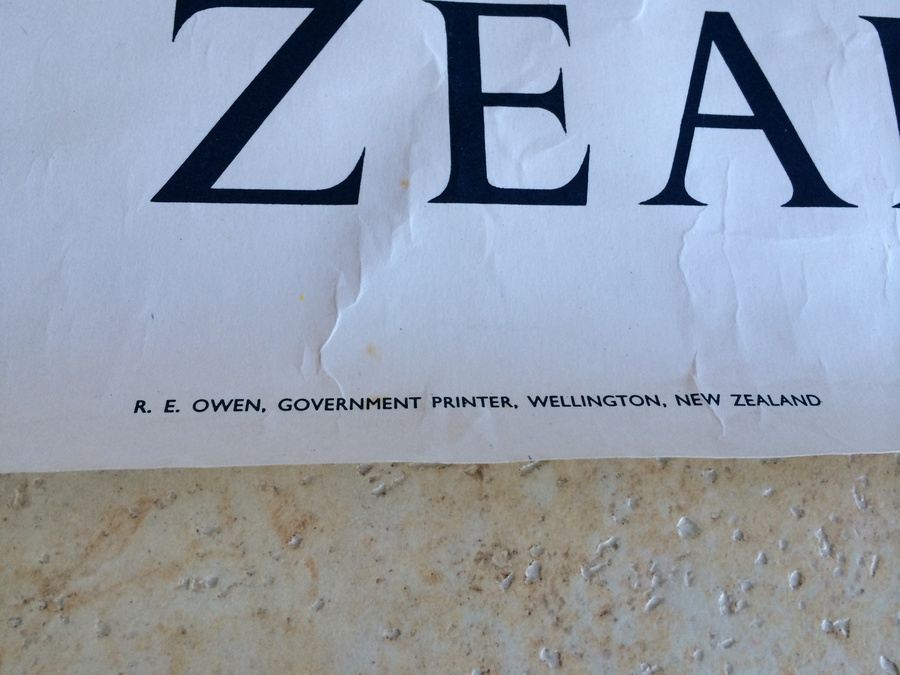 ZEA
R. E. OWEN, GOVERNMENT PRINTER, WELLINGTON, NEW ZEALAND